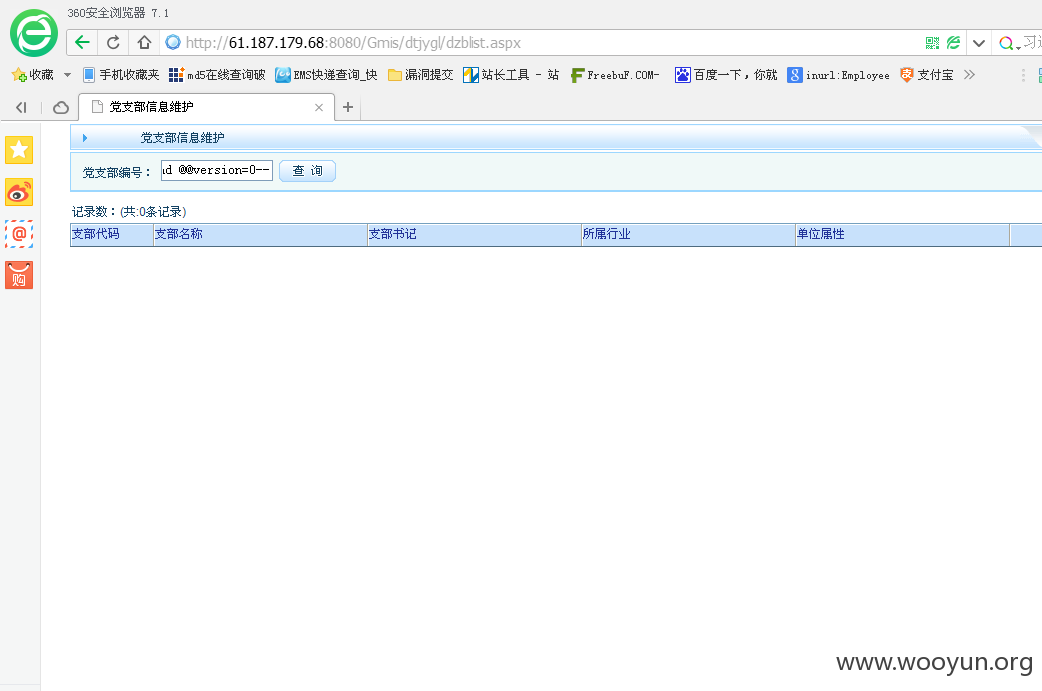 360安全浏览器 7.1
http://61.187.179.68:8080/Gmis/dtjygl/dzblist.aspx
收藏 手机收藏夹 md5在线查询破 EMS快递查询_快 漏洞提交 站长工具 - 站 FreebuF.COM- 百度一下，你就 inurl:Employee 支付宝
党支部信息维护
党支部信息维护
党支部编号： @@version=0-- 查 询
记录数：(共:0条记录)
支部代码 支部名称 支部书记 所属行业 单位属性
@
购
www.wooyun.org